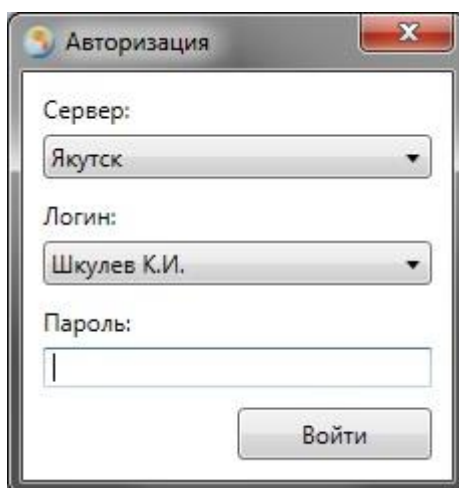 Авторизация
Сервер:
Якутск
Логин:
Шкулев К.И.
Пароль:
Войти